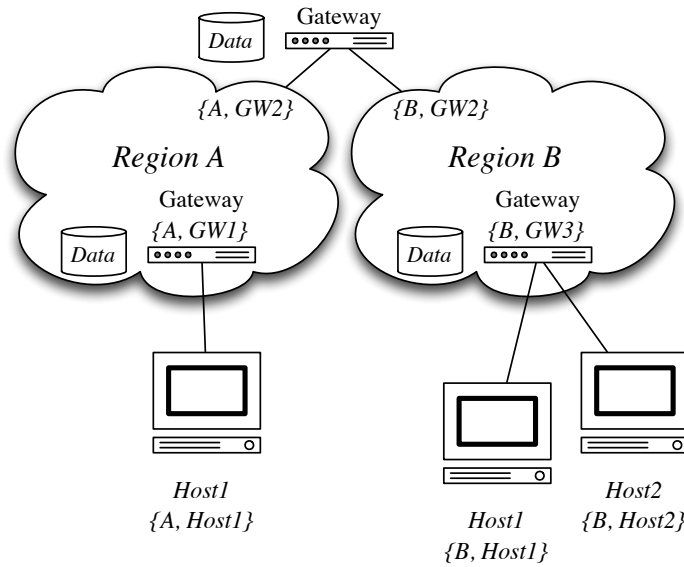 Gateway
Data
{A, GW2}
{B, GW2}
Region A
Region B
Gateway
{A, GW1}
Data
Gateway
{B, GW3}
Data
Host1
{A, Host1}
Host1
{B, Host1}
Host2
{B, Host2}